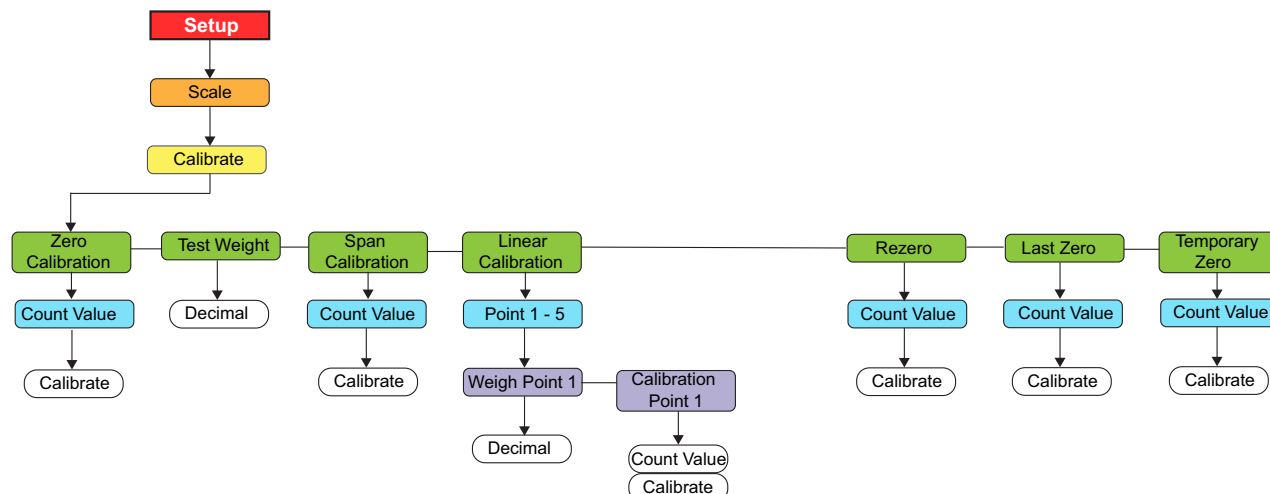 Setup
Scale
Calibrate
Zero
Calibration
Test Weight
Span
Calibration
Linear
Calibration
Rezero
Last Zero
Temporary
Zero
Count Value
Decimal
Count Value
Point 1 - 5
Count Value
Count Value
Count Value
Calibrate
Calibrate
Weigh Point 1
Calibration
Point 1
Calibrate
Calibrate
Calibrate
Decimal
Count Value
Calibrate